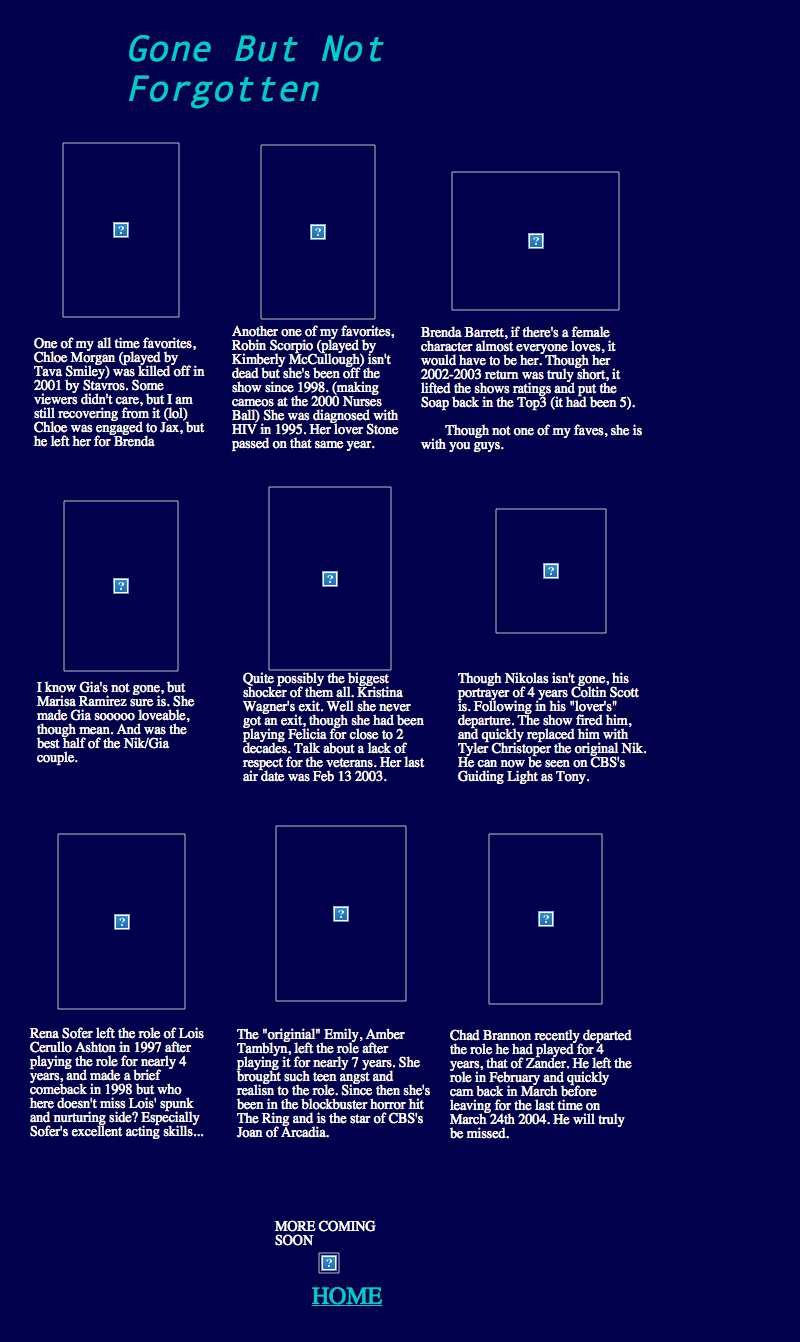 Gone But Not
Forgotten
One of my all time favorites,
Chloe Morgan (played by
Tava Smiley) was killed off in
2001 by Stavros. Some
viewers didn't care, but I am
still recovering from it (lol)
Chloe was engaged to Jax, but
he left her for Brenda
Another one of my favorites,
Robin Scorpio (played by
Kimberly McCullough) isn't
dead but she's been off the
show since 1998. (making
cameos at the 2000 Nurses
Ball) She was diagnosed with
HIV in 1995. Her lover Stone
passed on that same year.
Brenda Barrett, if there's a female
character almost everyone loves, it
would have to be her. Though her
2002-2003 return was truly short, it
lifted the shows ratings and put the
Soap back in the Top3 (it had been 5).
Though not one of my faves, she is
with you guys.
I know Gia's not gone, but
Marisa Ramirez sure is. She
made Gia sooooo loveable,
though mean. And was the
best half of the Nik/Gia
couple.
Quite possibly the biggest
shocker of them all. Kristina
Wagner's exit. Well she never
got an exit, though she had been
playing Felicia for close to 2
decades. Talk about a lack of
respect for the veterans. Her last
air date was Feb 13 2003.
Though Nikolas isn't gone, his
portrayer of 4 years Coltin Scott
is. Following in his "lover's"
departure. The show fired him,
and quickly replaced him with
Tyler Christoper the original Nik.
He can now be seen on CBS's
Guiding Light as Tony.
Rena Sofer left the role of Lois
Cerullo Ashton in 1997 after
playing the role for nearly 4
years, and made a brief
comeback in 1998 but who
here doesn't miss Lois' spunk
and nurturing side? Especially
Sofer's excellent acting skills...
The "originial" Emily, Amber
Tamblyn, left the role after
playing it for nearly 7 years. She
brought such teen angst and
realisn to the role. Since then she's
been in the blockbuster horror hit
The Ring and is the star of CBS's
Joan of Arcadia.
Chad Brannon recently departed
the role he had played for 4
years, that of Zander. He left the
role in February and quickly
cam back in March before
leaving for the last time on
March 24th 2004. He will truly
be missed.
MORE COMING
SOON
HOME